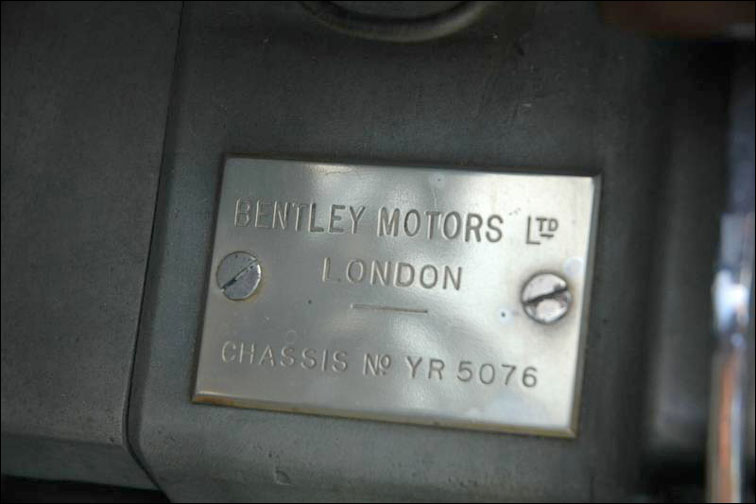 BENTLEY MOTORS LTD
LONDON
CHASSIS Nº YR 5076